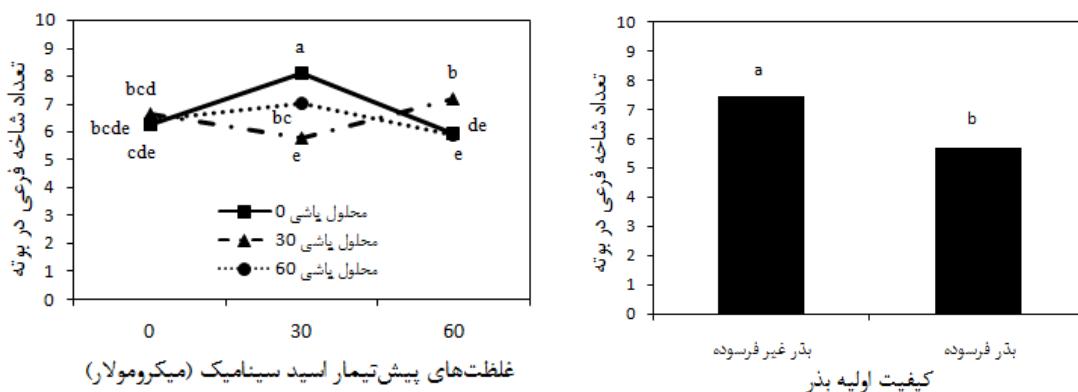 تعداد شاخه فرعی در بوته
10
9
8
7
6
5
4
3
2
1
0
a
b
bcd
bc
bcde
de
cde
e
e
محلول پاشی 0
محلول پاشی 30
محلول پاشی 60
0
30
60
غلظت‌های پیش‌تیمار اسید سینامیک (میکرومولار)
تعداد شاخه فرعی در بوته
10
9
8
7
6
5
4
3
2
1
0
a
b
بذر غیر فرسوده
بذر فرسوده
کیفیت اولیه بذر